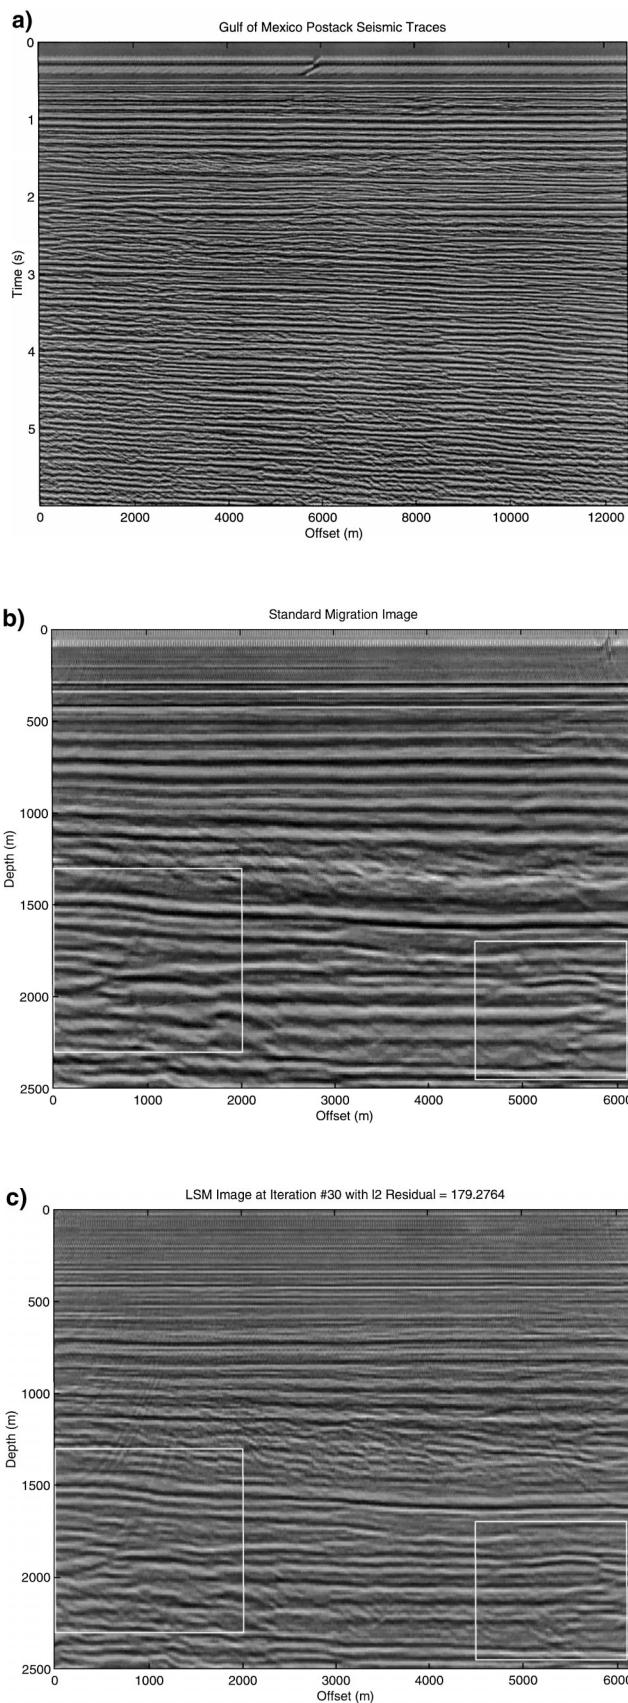 a)
Gulf of Mexico Postack Seismic Traces
0
1
2
3
4
5
Time (s)
0 2000 4000 6000 8000 10000 12000
Offset (m)
b)
Standard Migration Image
0
500
1000
1500
2000
2500
Depth (m)
0 1000 2000 3000 4000 5000 6000
Offset (m)
c)
LSM Image at Iteration #30 with l2 Residual = 179.2764
0
500
1000
1500
2000
2500
Depth (m)
0 1000 2000 3000 4000 5000 6000
Offset (m)